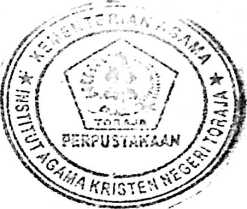 KEMENTERIAN AGAMA
TORAJA
PERPUSTAKAAN
INSTITUT AGAMA KRISTEN NEGERI TORAJA